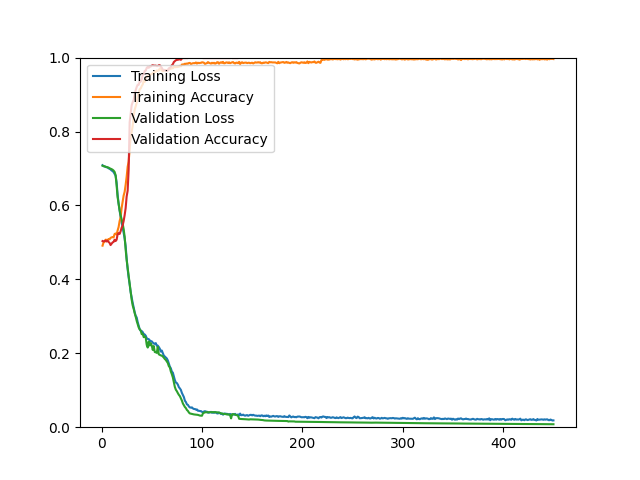 1.0
0.8
0.6
0.4
0.2
0.0
Training Loss
Training Accuracy
Validation Loss
Validation Accuracy
0 100 200 300 400